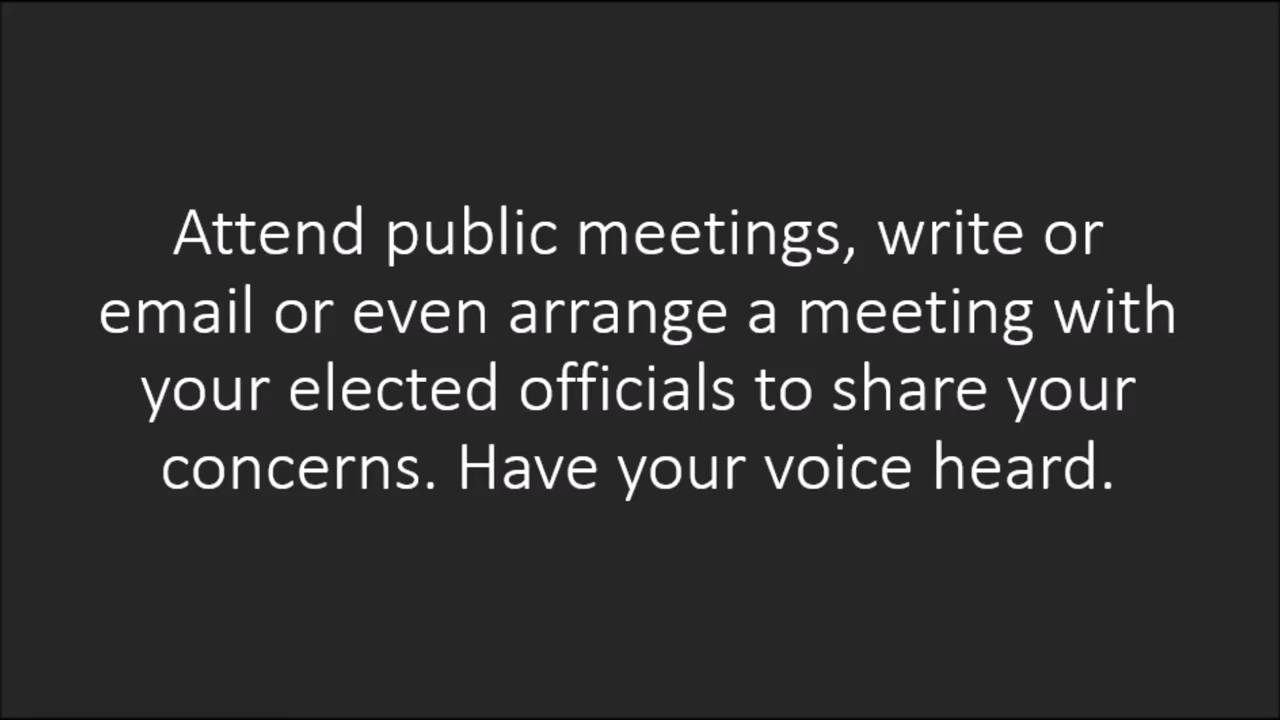 Attend public meetings, write or
email or even arrange a meeting with
your elected officials to share your
concerns. Have your voice heard.